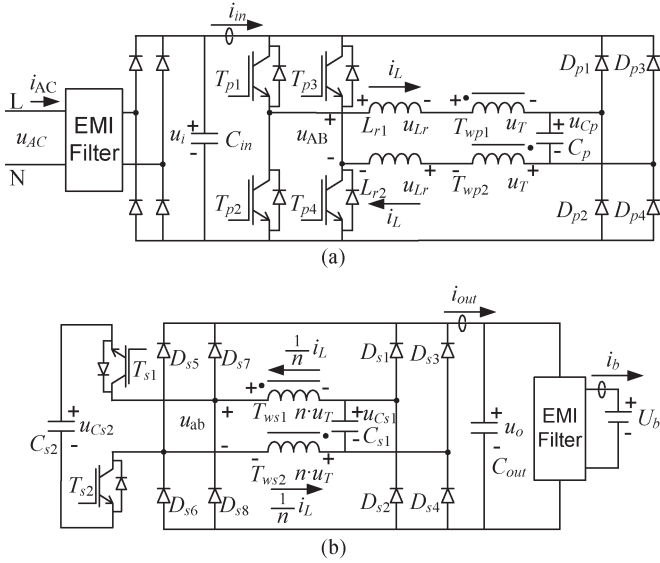 i_in
i_AC
L
EMI Filter
u_AC
N
u_i
+
-
C_in
T_p1
T_p3
T_p2
T_p4
u_AB
+
-
i_L
+ -
L_r1 u_Lr
+ -
T_wp1 u_T
- +
L_r2 u_Lr
- +
T_wp2 u_T
i_L
+ u_Cp
- C_p
D_p1
D_p3
D_p2
D_p4
(a)
i_out
T_s1
D_s5
D_s7
1/n i_L
D_s1
D_s3
+
u_Cs2
C_s2 -
u_ab
+
-
+ -
T_ws1 n·u_T
+ u_Cs1
- C_s1
- +
T_ws2 n·u_T
1/n i_L
T_s2
D_s6
D_s8
D_s2
D_s4
+
u_o
-
C_out
EMI Filter
i_b
+
U_b
-
(b)